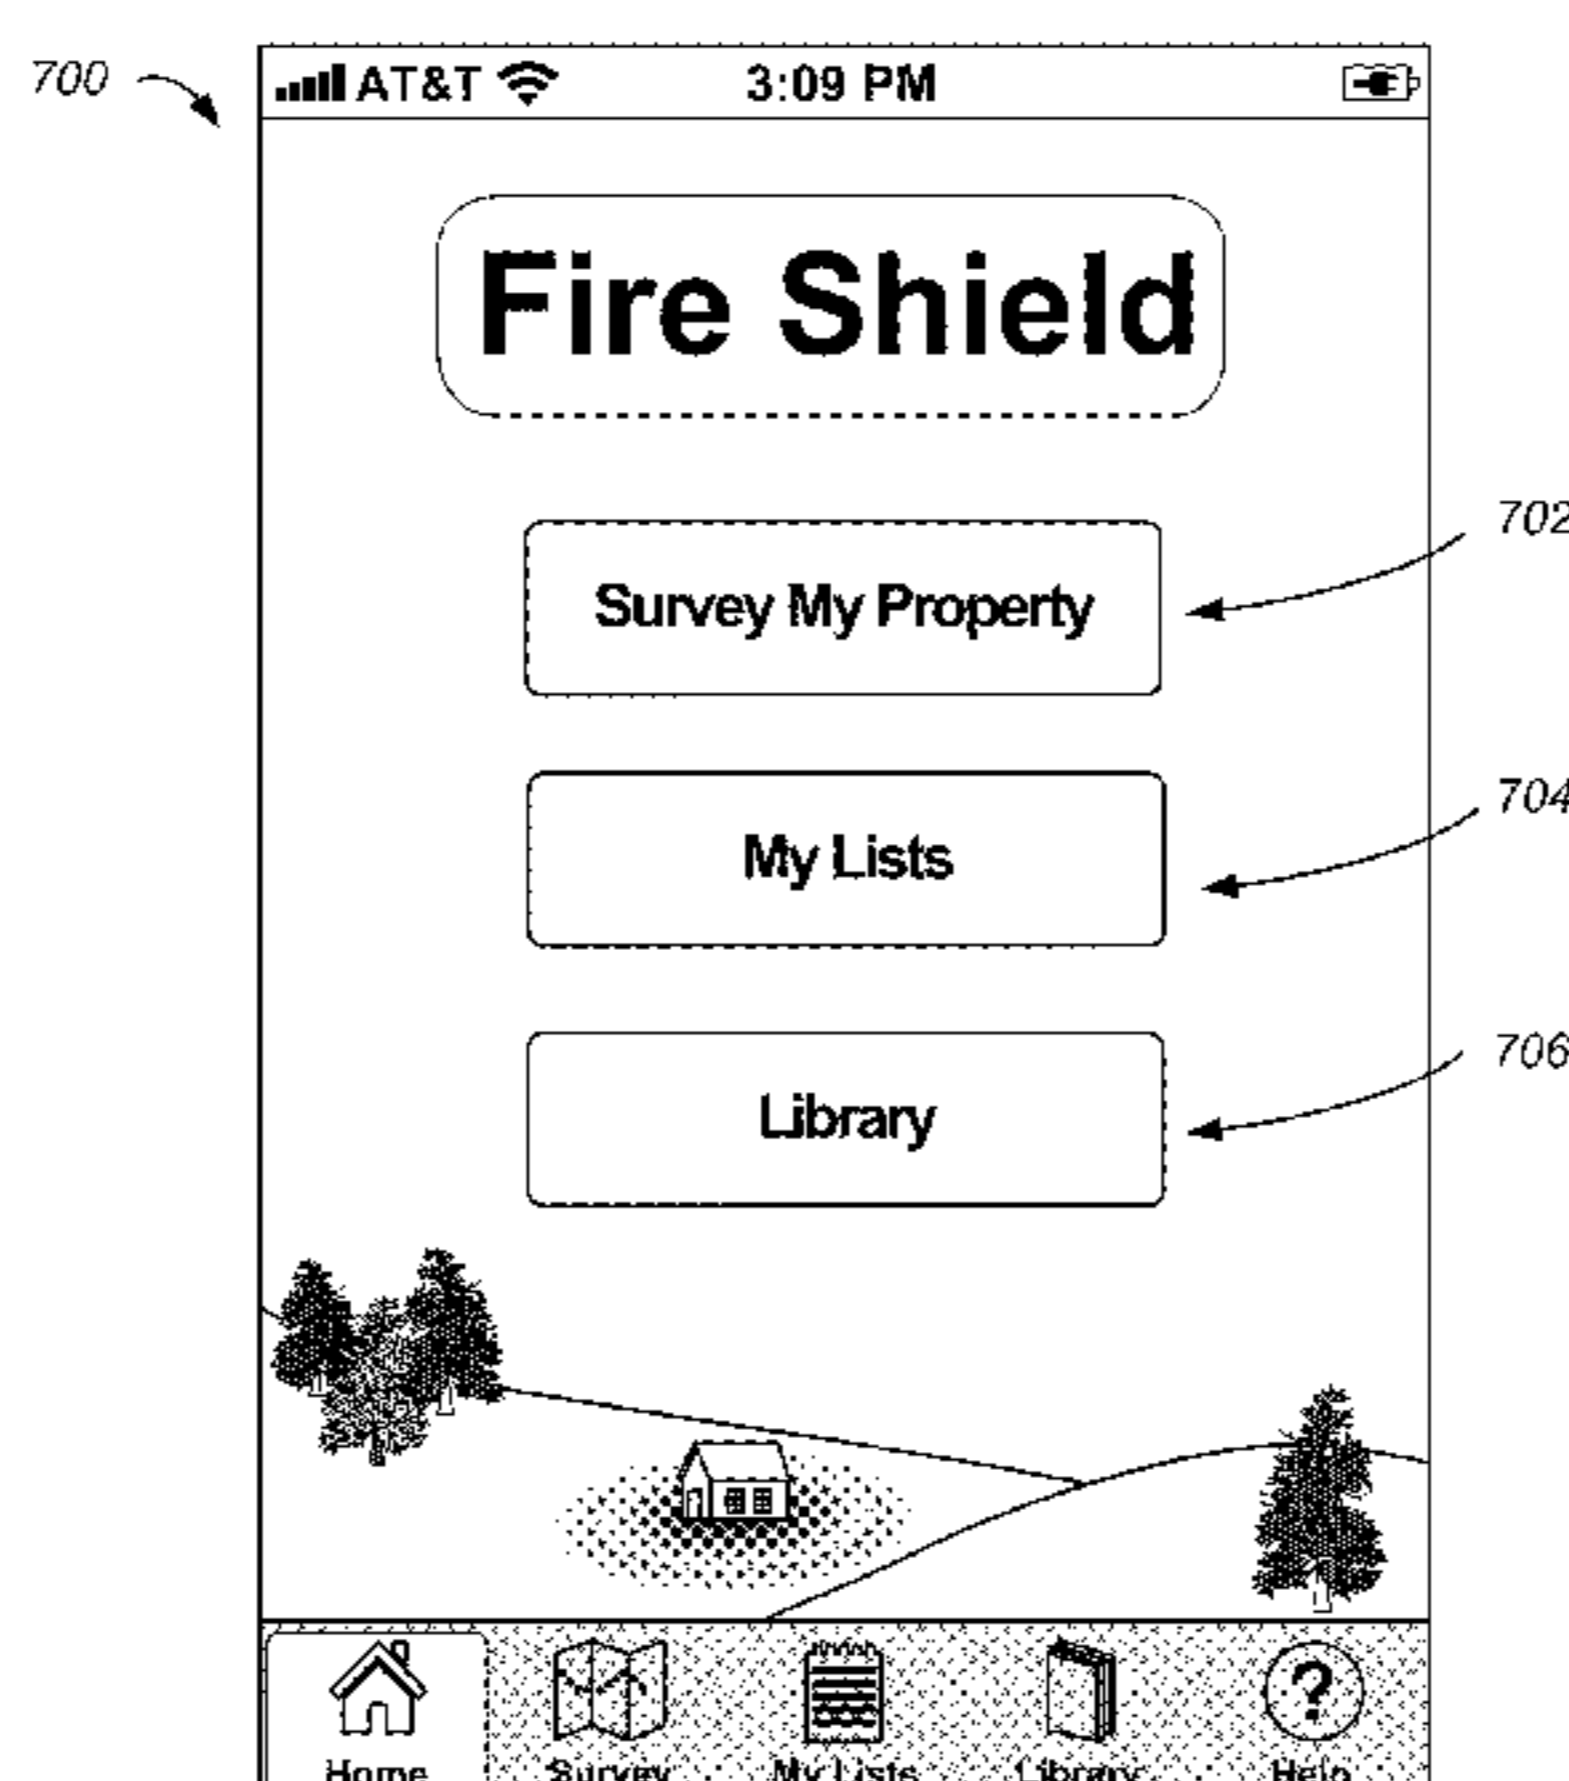 700
AT&T 3:09 PM
Fire Shield
702
Survey My Property
704
My Lists
706
Library
Home Survey My Lists Library Help